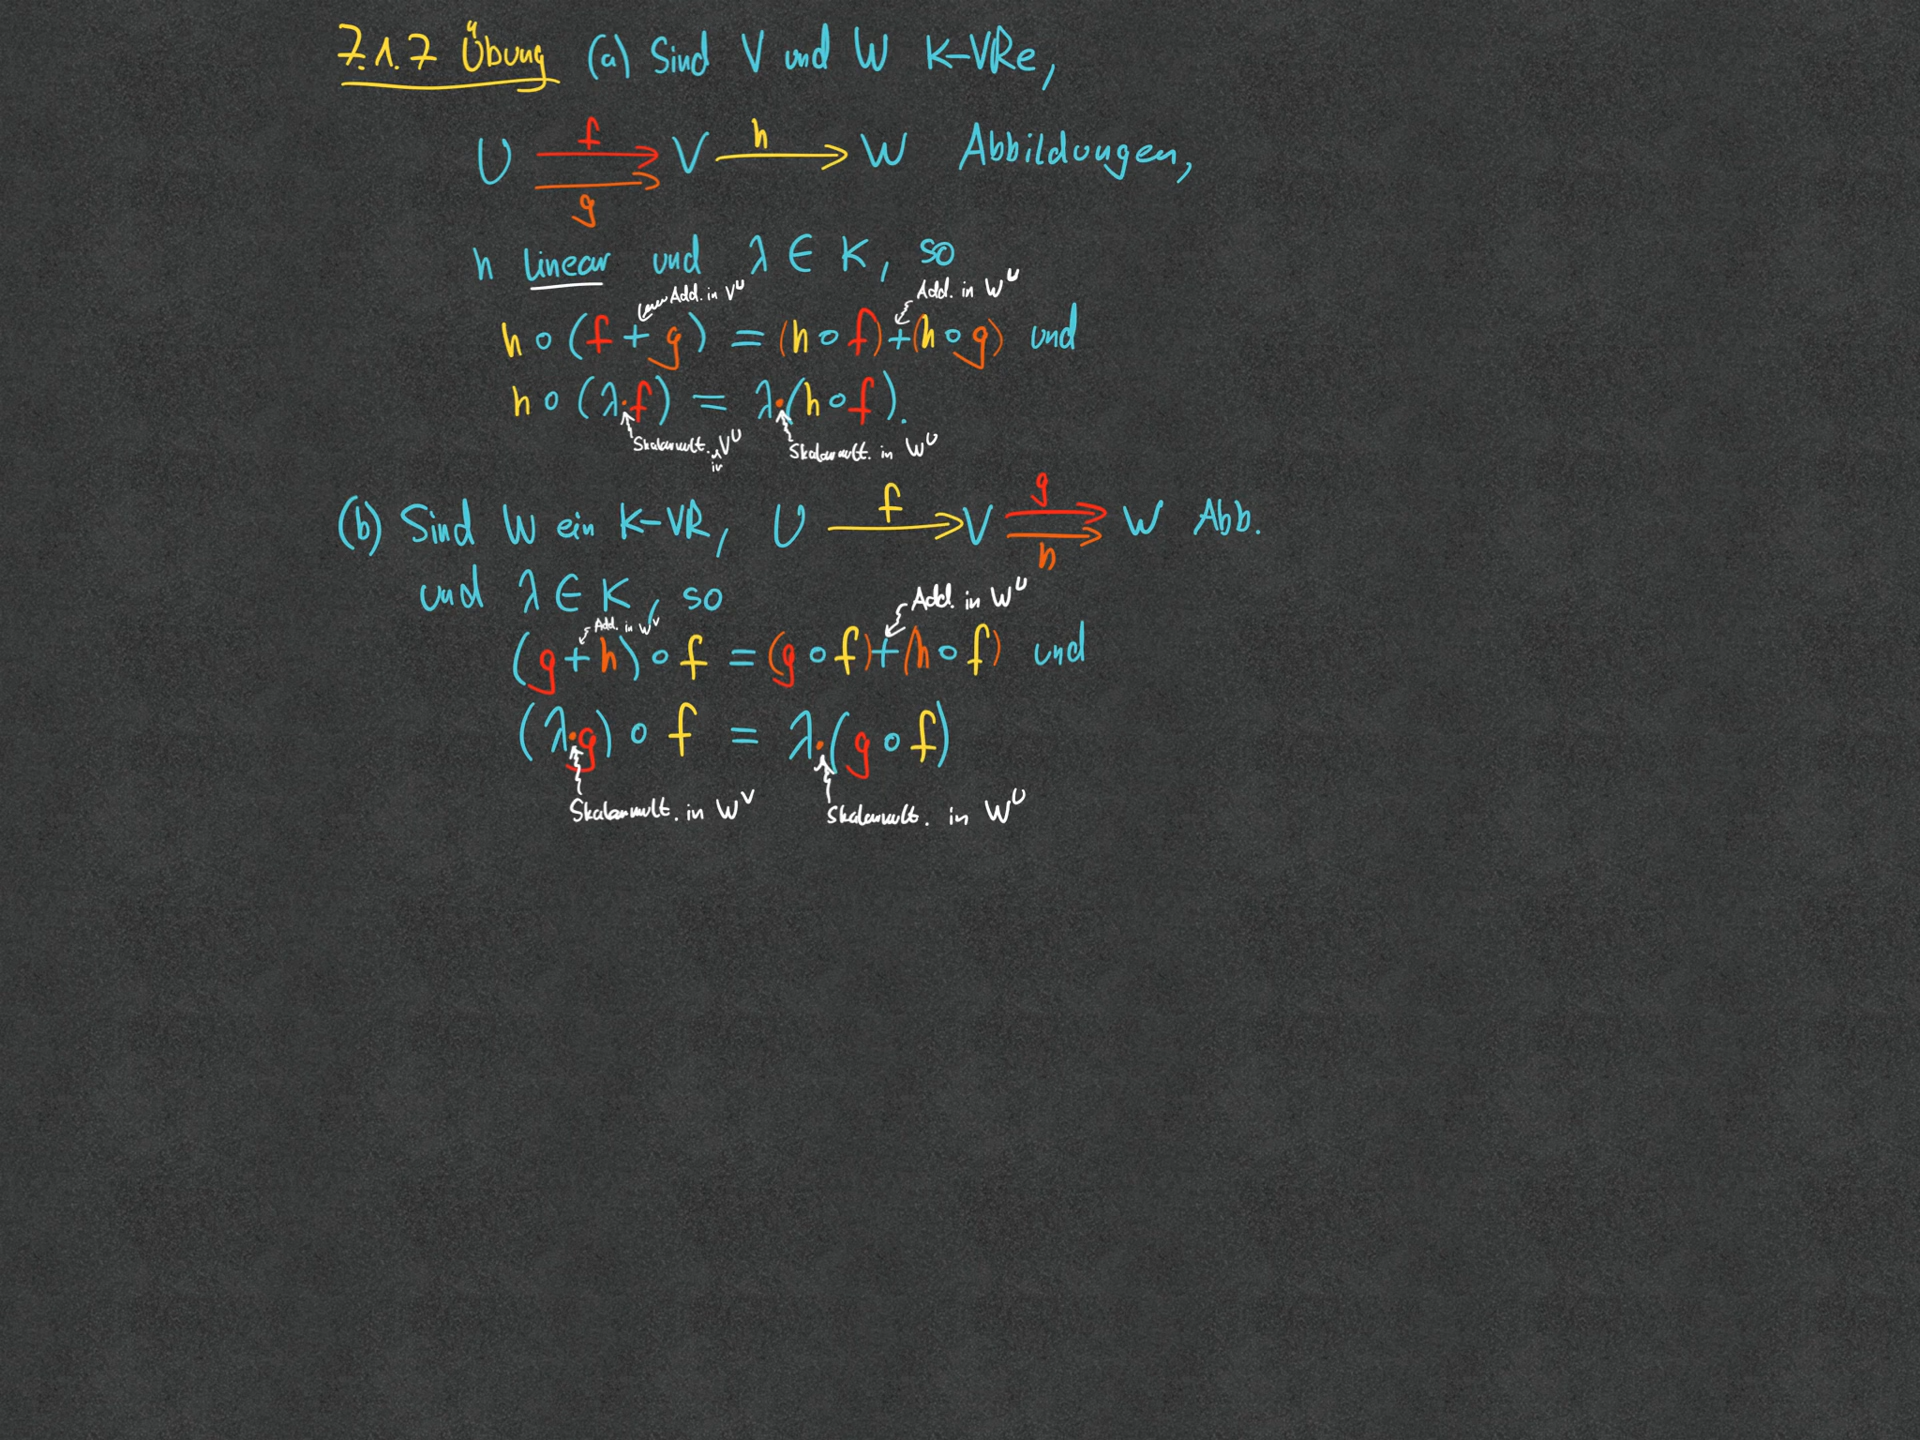 7.1.7 Übung (a) Sind V und W K-VRe,
f
h
U → V → W Abbildungen,
g
h linear und λ ∈ K, so
Add. in V^U Add. in W^U
h ∘ (f + g) = (h ∘ f) + (h ∘ g) und
h ∘ (λ·f) = λ·(h ∘ f).
Skalarmult. in V^U Skalarmult. in W^U
g
f
(b) Sind W ein K-VR, U → V → W Abb.
h
und λ ∈ K, so
Add. in W^V Add. in W^U
(g + h) ∘ f = (g ∘ f) + (h ∘ f) und
(λ·g) ∘ f = λ·(g ∘ f)
Skalarmult. in W^V Skalarmult. in W^U